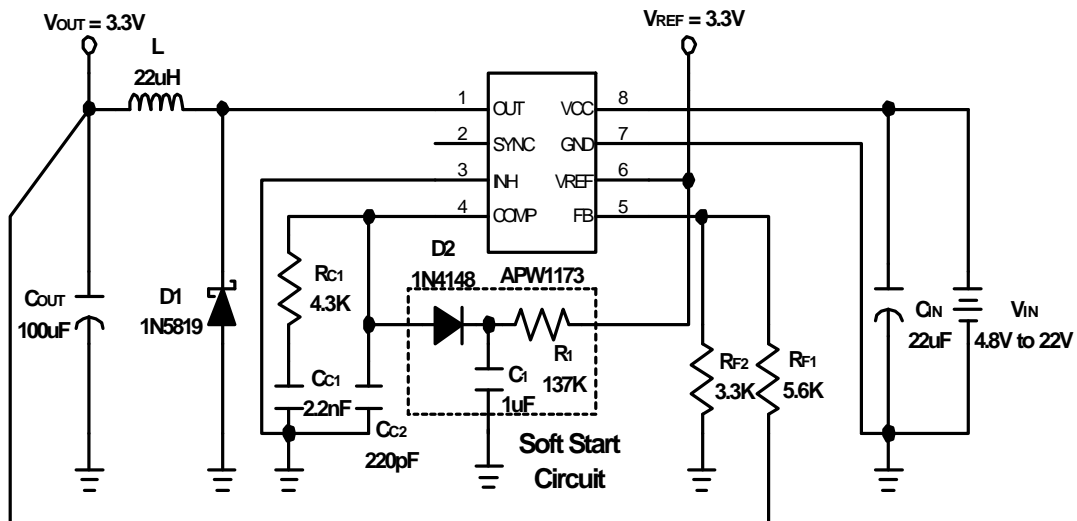 VOUT = 3.3V
VREF = 3.3V
L
22uH
1
OUT
VCC
8
2
SYNC
GND
7
3
INH
VREF
6
4
COMP
FB
5
APW1173
D2
1N4148
RC1
4.3K
COUT
100uF
D1
1N5819
CIN
22uF
VIN
4.8V to 22V
R1
137K
C1
1uF
RF2
3.3K
RF1
5.6K
CC1
2.2nF
CC2
220pF
Soft Start
Circuit